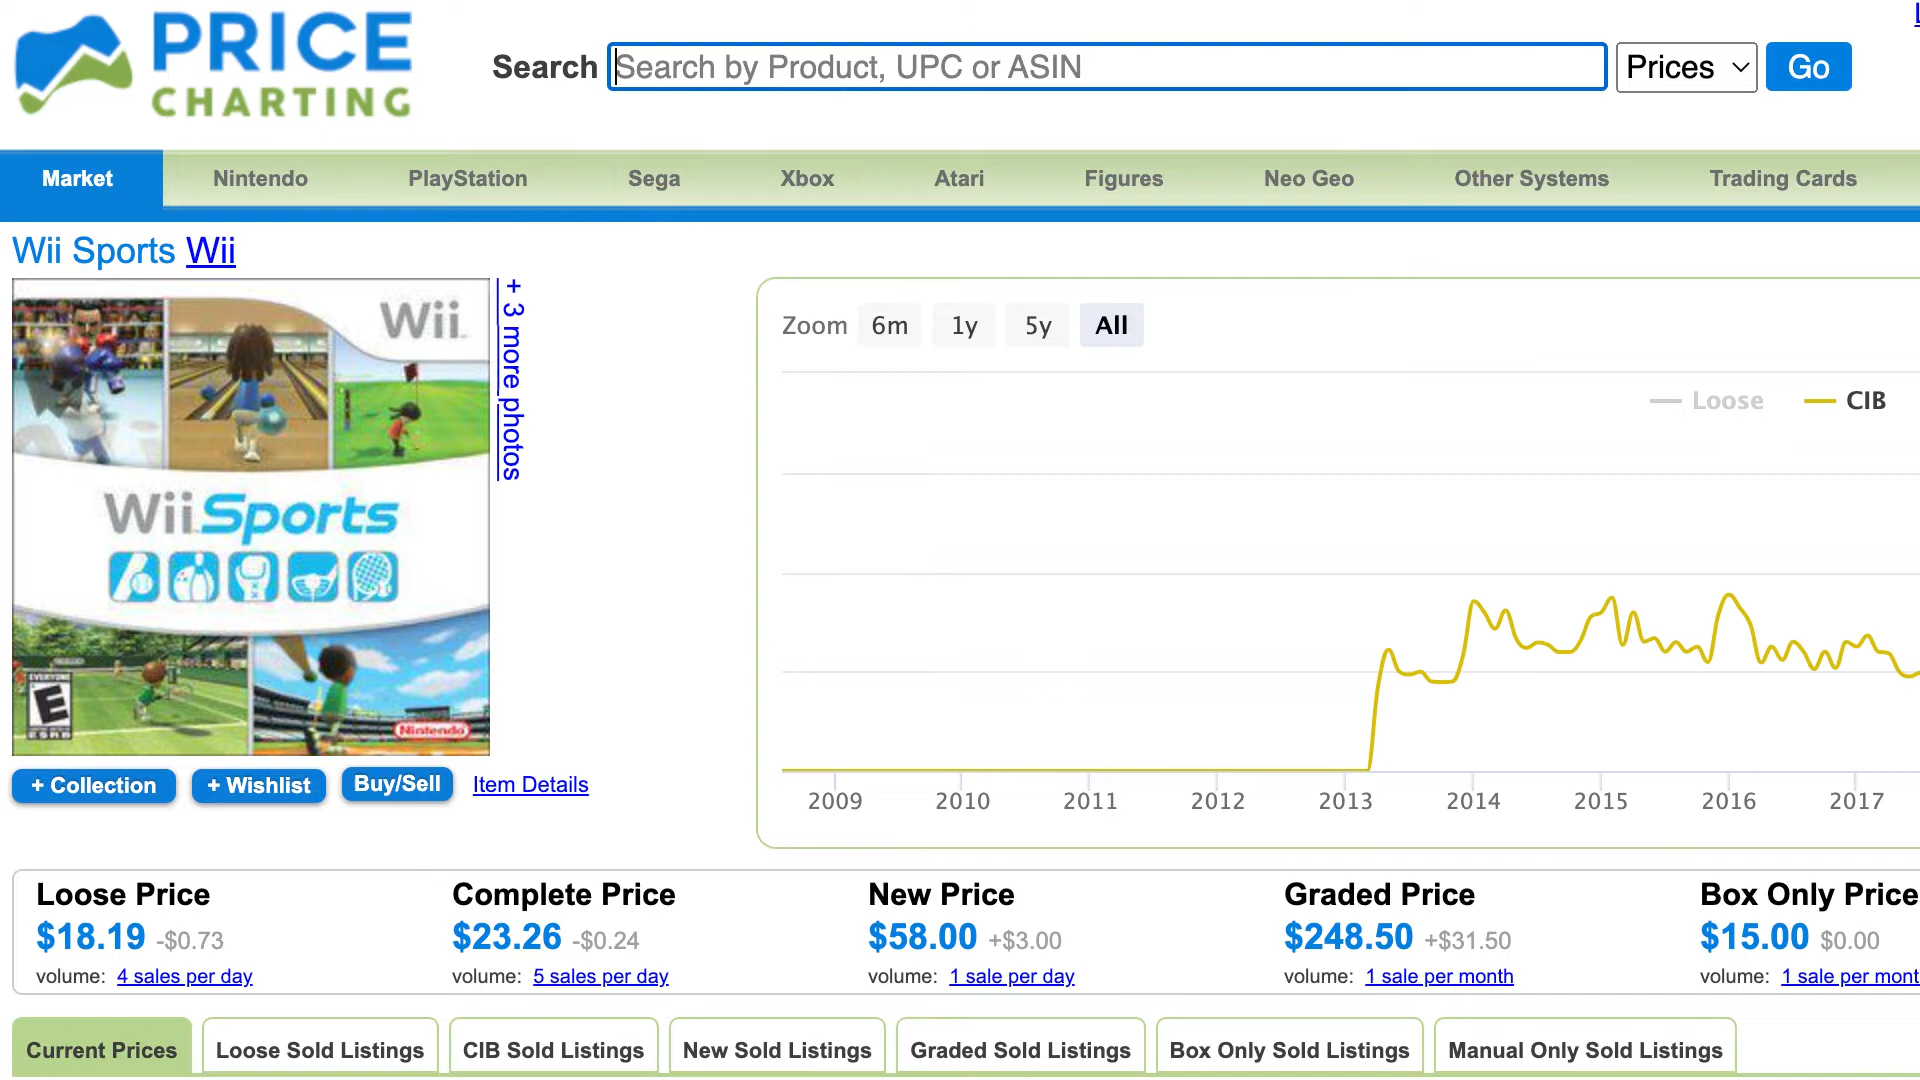 PRICE
CHARTING
Search
Search by Product, UPC or ASIN
Prices
Go
Market
Nintendo
PlayStation
Sega
Xbox
Atari
Figures
Neo Geo
Other Systems
Trading Cards
Wii Sports Wii
Wii
Wii Sports
EVERYONE
E
ESRB
Nintendo
+ 3 more photos
+ Collection
+ Wishlist
Buy/Sell
Item Details
Zoom
6m
1y
5y
All
Loose
CIB
2009
2010
2011
2012
2013
2014
2015
2016
2017
Loose Price
$18.19 -$0.73
volume: 4 sales per day
Complete Price
$23.26 -$0.24
volume: 5 sales per day
New Price
$58.00 +$3.00
volume: 1 sale per day
Graded Price
$248.50 +$31.50
volume: 1 sale per month
Box Only Price
$15.00 $0.00
volume: 1 sale per mont
Current Prices
Loose Sold Listings
CIB Sold Listings
New Sold Listings
Graded Sold Listings
Box Only Sold Listings
Manual Only Sold Listings